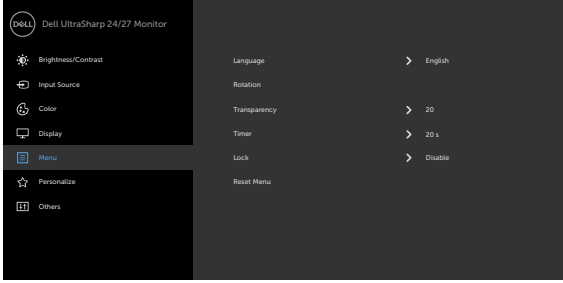 DELL Dell UltraSharp 24/27 Monitor
Brightness/Contrast
Input Source
Color
Display
Menu
Personalize
Others
Language English
Rotation
Transparency 20
Timer 20 s
Lock Disable
Reset Menu